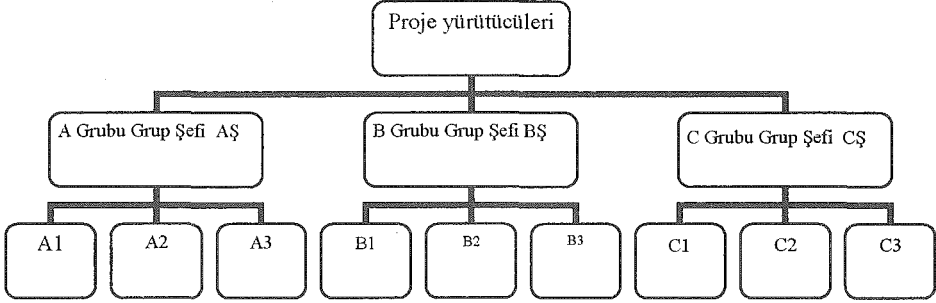 Proje yürütücüleri
A Grubu Grup Şefi AŞ
B Grubu Grup Şefi BŞ
C Grubu Grup Şefi CŞ
A1
A2
A3
B1
B2
B3
C1
C2
C3